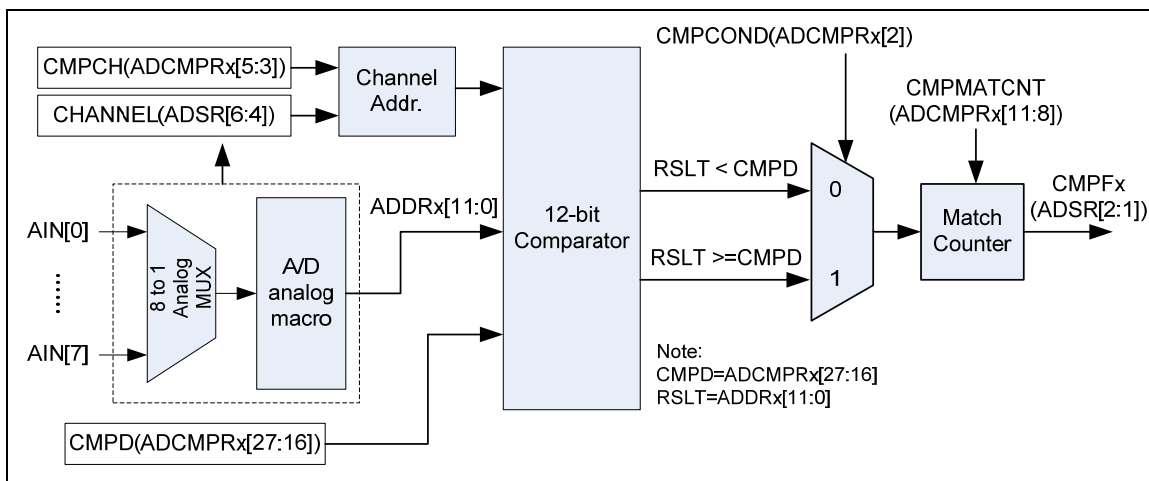 CMPCH(ADCMPRx[5:3])
CHANNEL(ADSR[6:4])
Channel
Addr.
CMPCOND(ADCMPRx[2])
CMPMATCNT
(ADCMPRx[11:8])
AIN[0]
......
AIN[7]
8 to 1
Analog
MUX
A/D
analog
macro
ADDRx[11:0]
12-bit
Comparator
RSLT < CMPD
RSLT >=CMPD
0
1
Match
Counter
CMPFx
(ADSR[2:1])
CMPD(ADCMPRx[27:16])
Note:
CMPD=ADCMPRx[27:16]
RSLT=ADDRx[11:0]